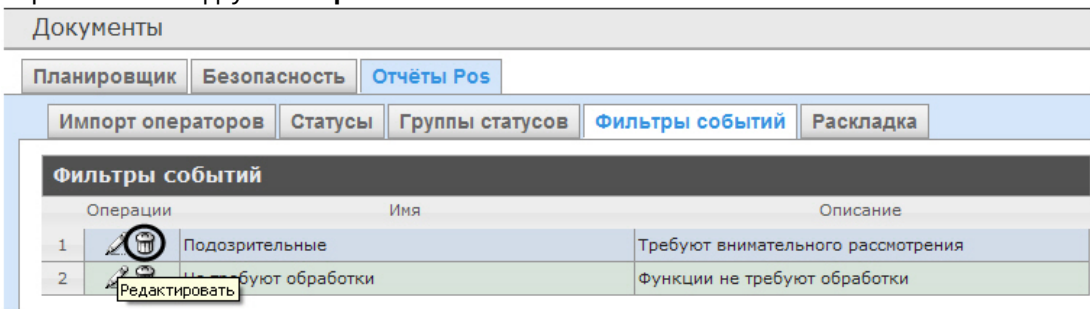 Документы
Планировщик Безопасность Отчёты Pos
Импорт операторов Статусы Группы статусов Фильтры событий Раскладка
Фильтры событий
Операции Имя Описание
1 Подозрительные Требуют внимательного рассмотрения
2 требуют обработки Функции не требуют обработки
Редактировать